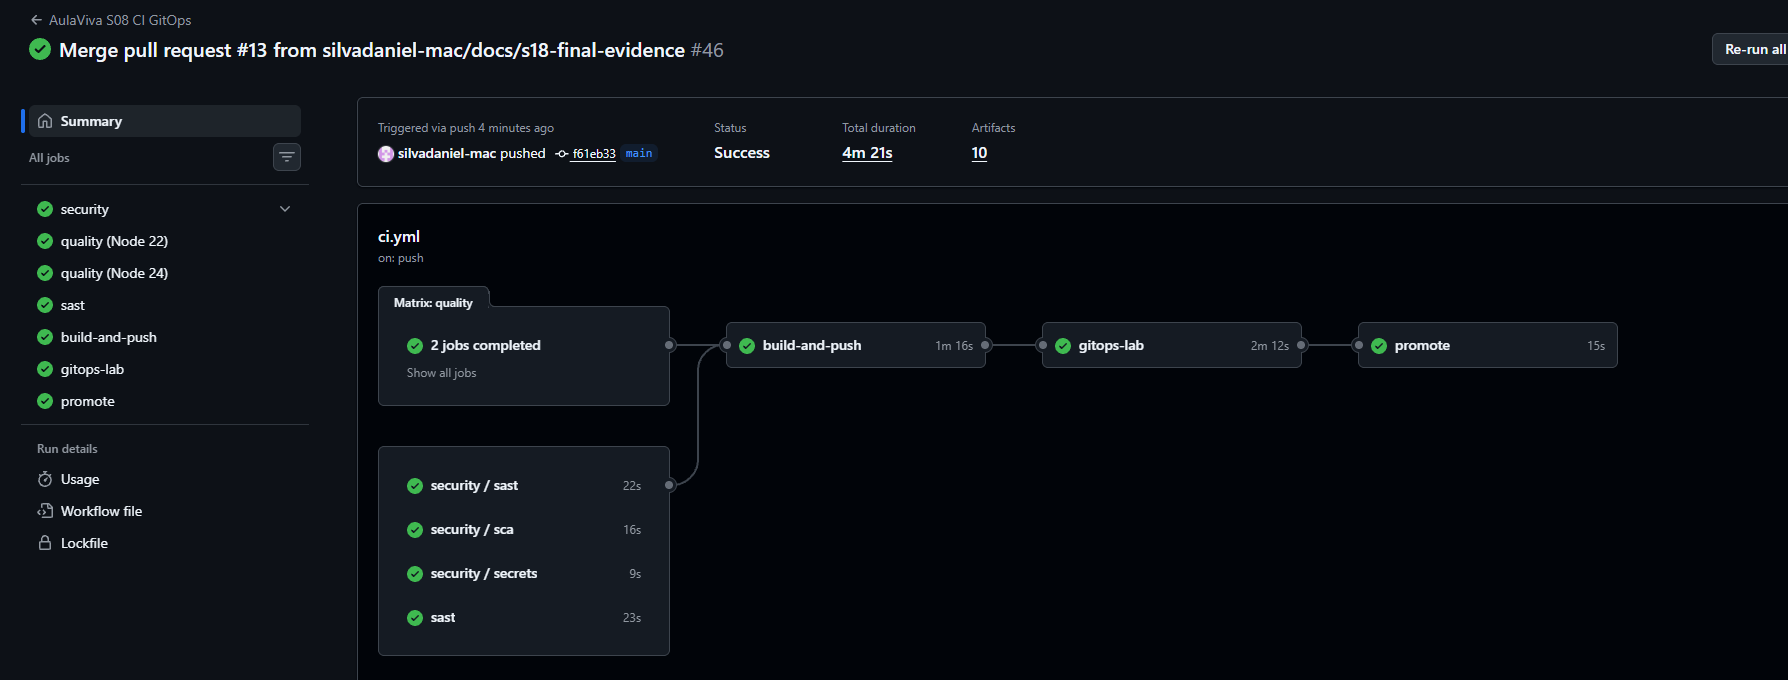 AulaViva S08 CI GitOps
Merge pull request #13 from silvadaniel-mac/docs/s18-final-evidence #46
Re-run all
Summary
All jobs
security
quality (Node 22)
quality (Node 24)
sast
build-and-push
gitops-lab
promote
Run details
Usage
Workflow file
Lockfile
Triggered via push 4 minutes ago
silvadaniel-mac pushed f61eb33 main
Status
Success
Total duration
4m 21s
Artifacts
10
ci.yml
on: push
Matrix: quality
2 jobs completed
Show all jobs
build-and-push 1m 16s
gitops-lab 2m 12s
promote 15s
security / sast 22s
security / sca 16s
security / secrets 9s
sast 23s